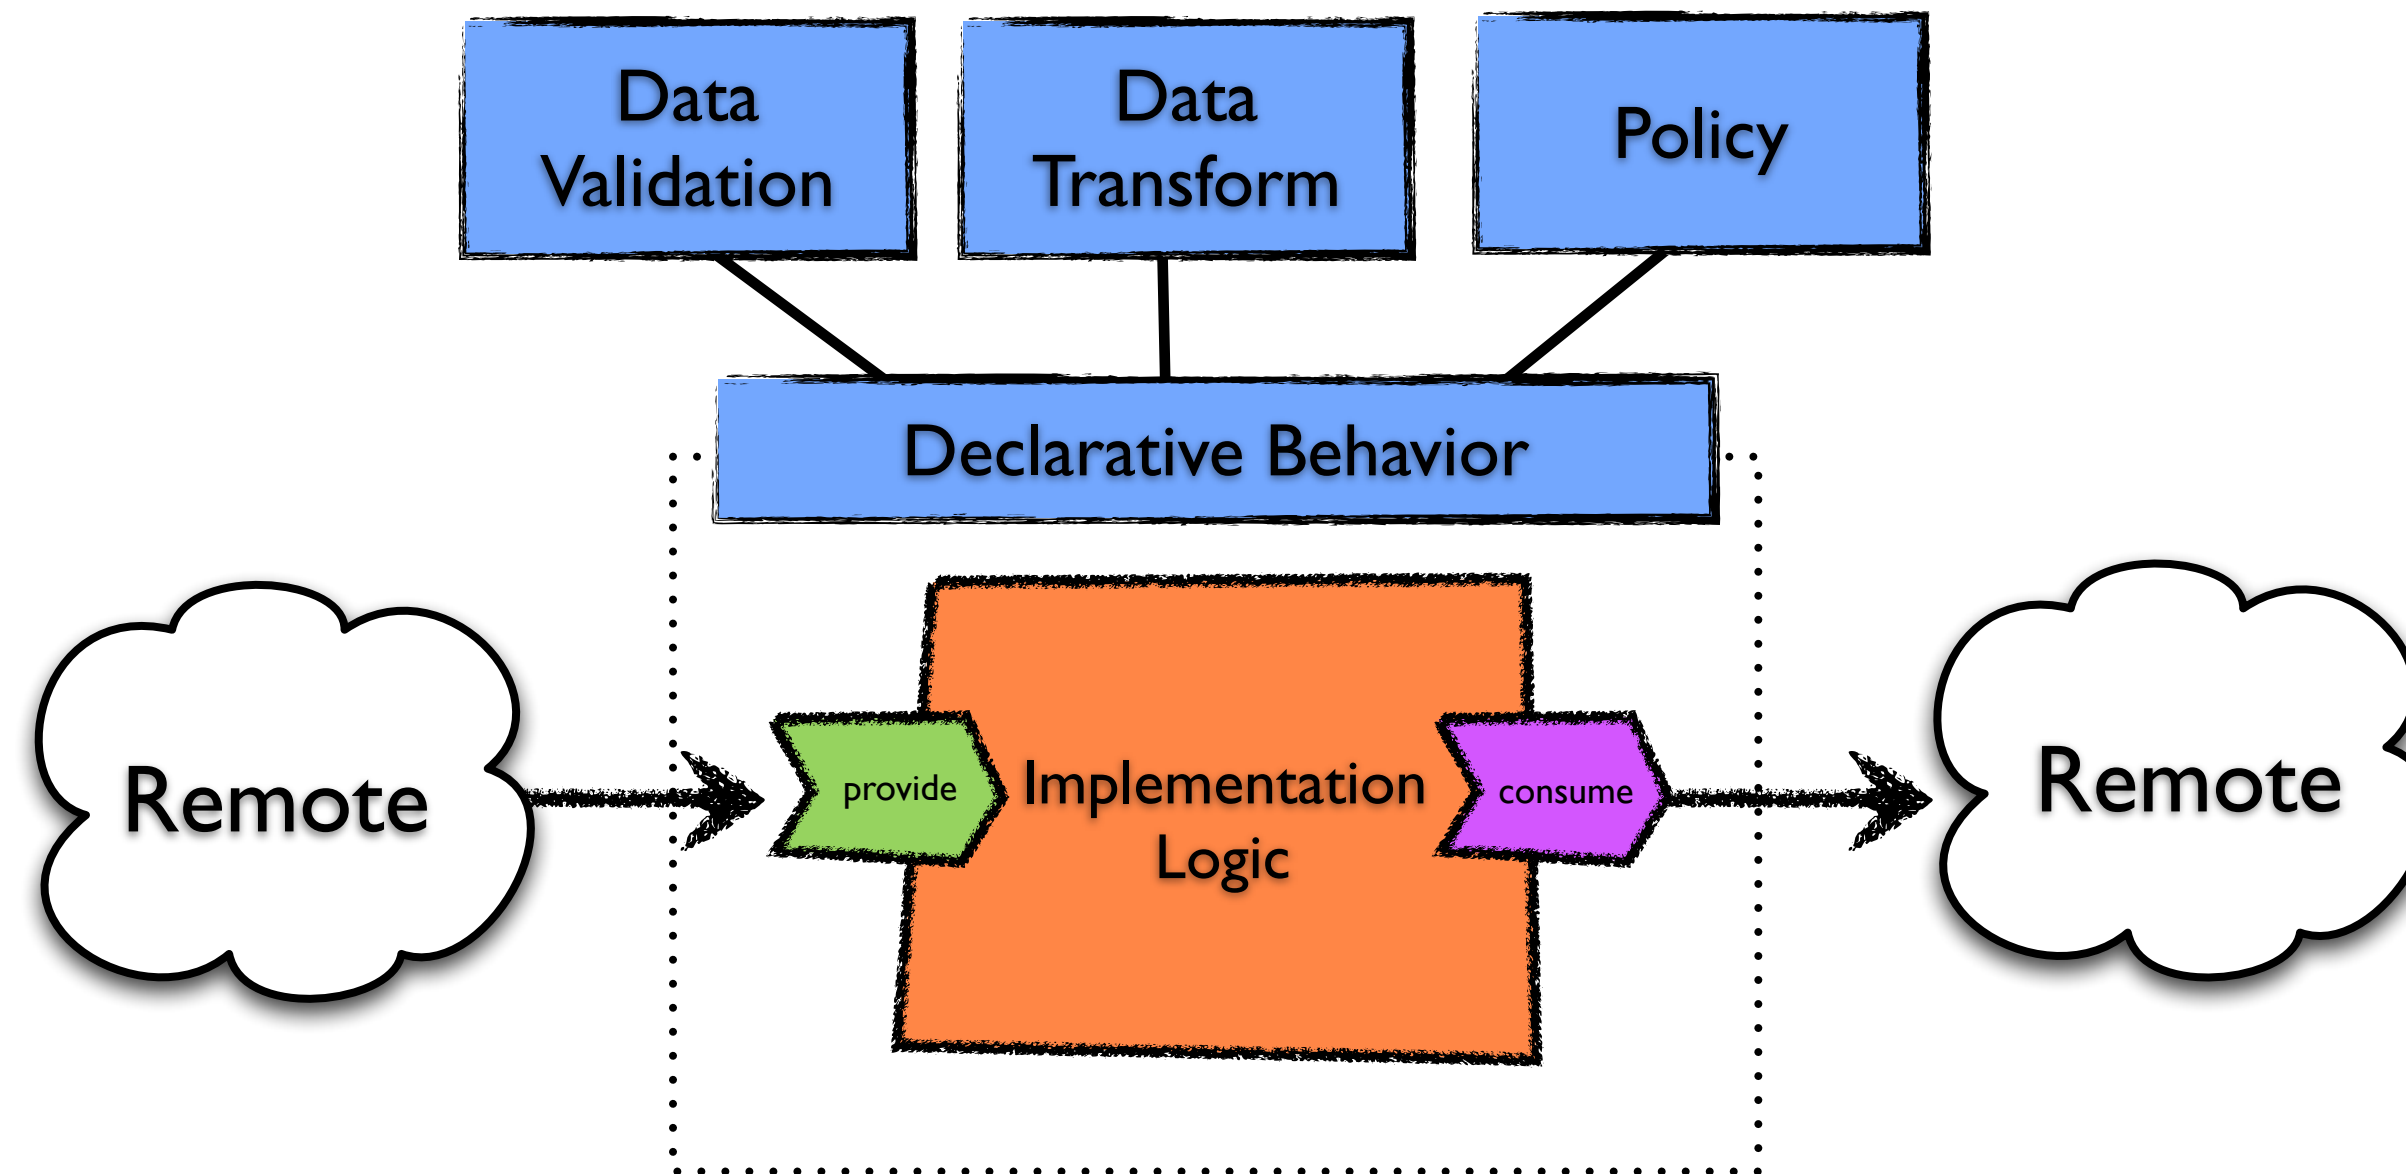 Data
Validation
Data
Transform
Policy
Declarative Behavior
Remote
provide
Implementation
Logic
consume
Remote